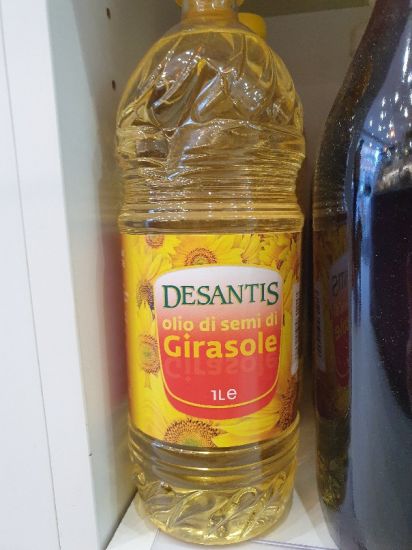 DESANTIS
olio di semi di
Girasole
1L e